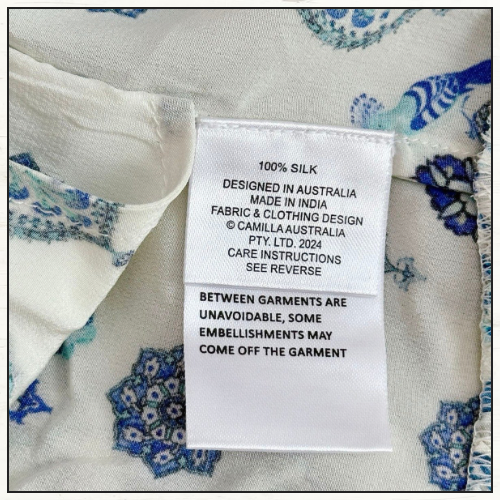 100% SILK
DESIGNED IN AUSTRALIA
MADE IN INDIA
FABRIC & CLOTHING DESIGN
© CAMILLA AUSTRALIA
PTY. LTD. 2024
CARE INSTRUCTIONS
SEE REVERSE
BETWEEN GARMENTS ARE
UNAVOIDABLE, SOME
EMBELLISHMENTS MAY
COME OFF THE GARMENT